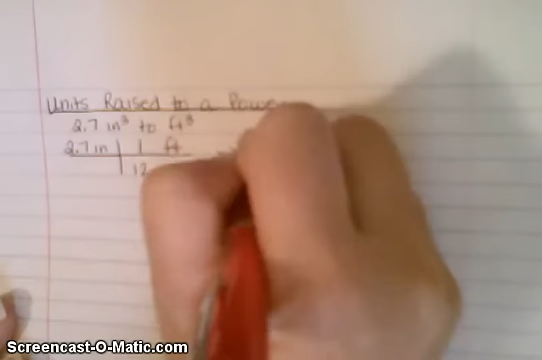 Units Raised to a Power
2.7 in³ to ft³
2.7 in 1 ft
12
Screencast-O-Matic.com